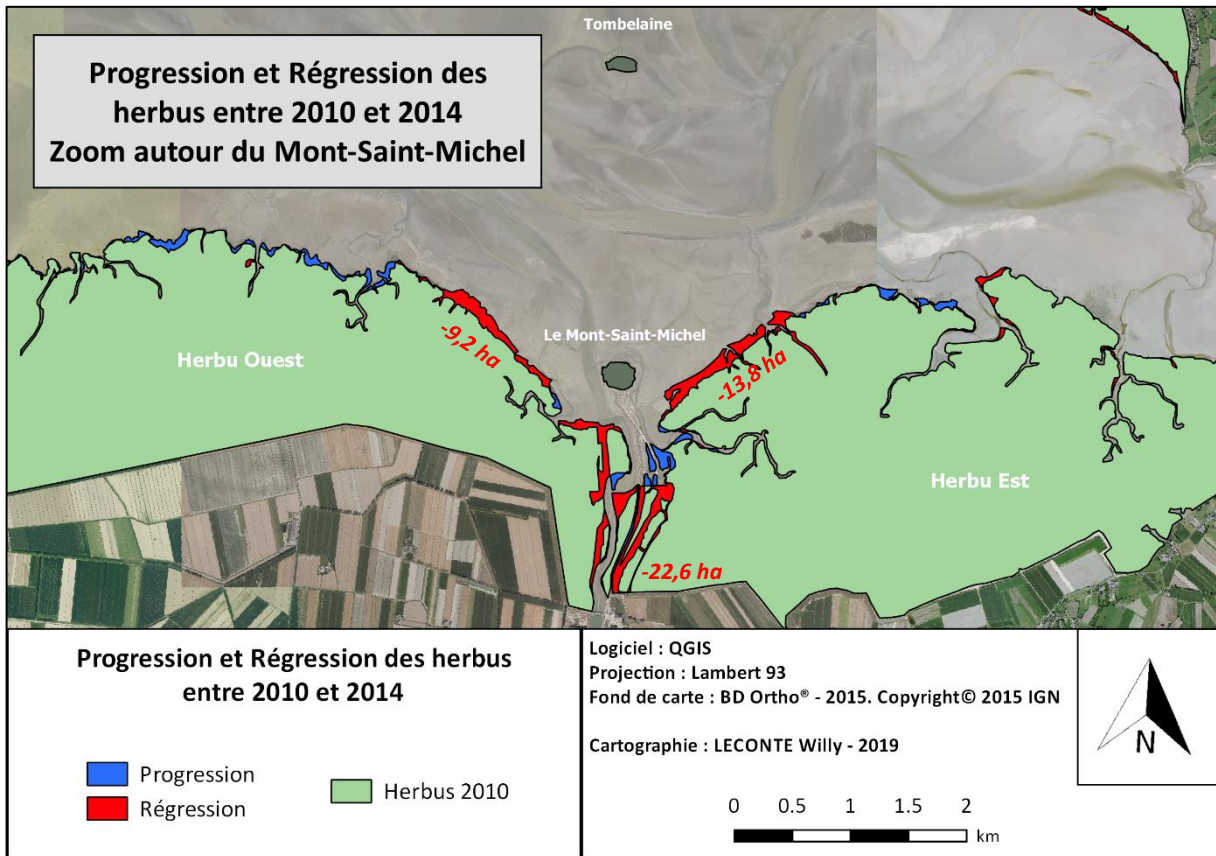 Tombelaine
Progression et Régression des
herbus entre 2010 et 2014
Zoom autour du Mont-Saint-Michel
-9,2 ha
Le Mont-Saint-Michel
Herbu Ouest
-13,8 ha
Herbu Est
-22,6 ha
Progression et Régression des herbus
entre 2010 et 2014
Progression
Régression
Herbus 2010
Logiciel : QGIS
Projection : Lambert 93
Fond de carte : BD Ortho® - 2015. Copyright© 2015 IGN
Cartographie : LECONTE Willy - 2019
0 0.5 1 1.5 2
km
N